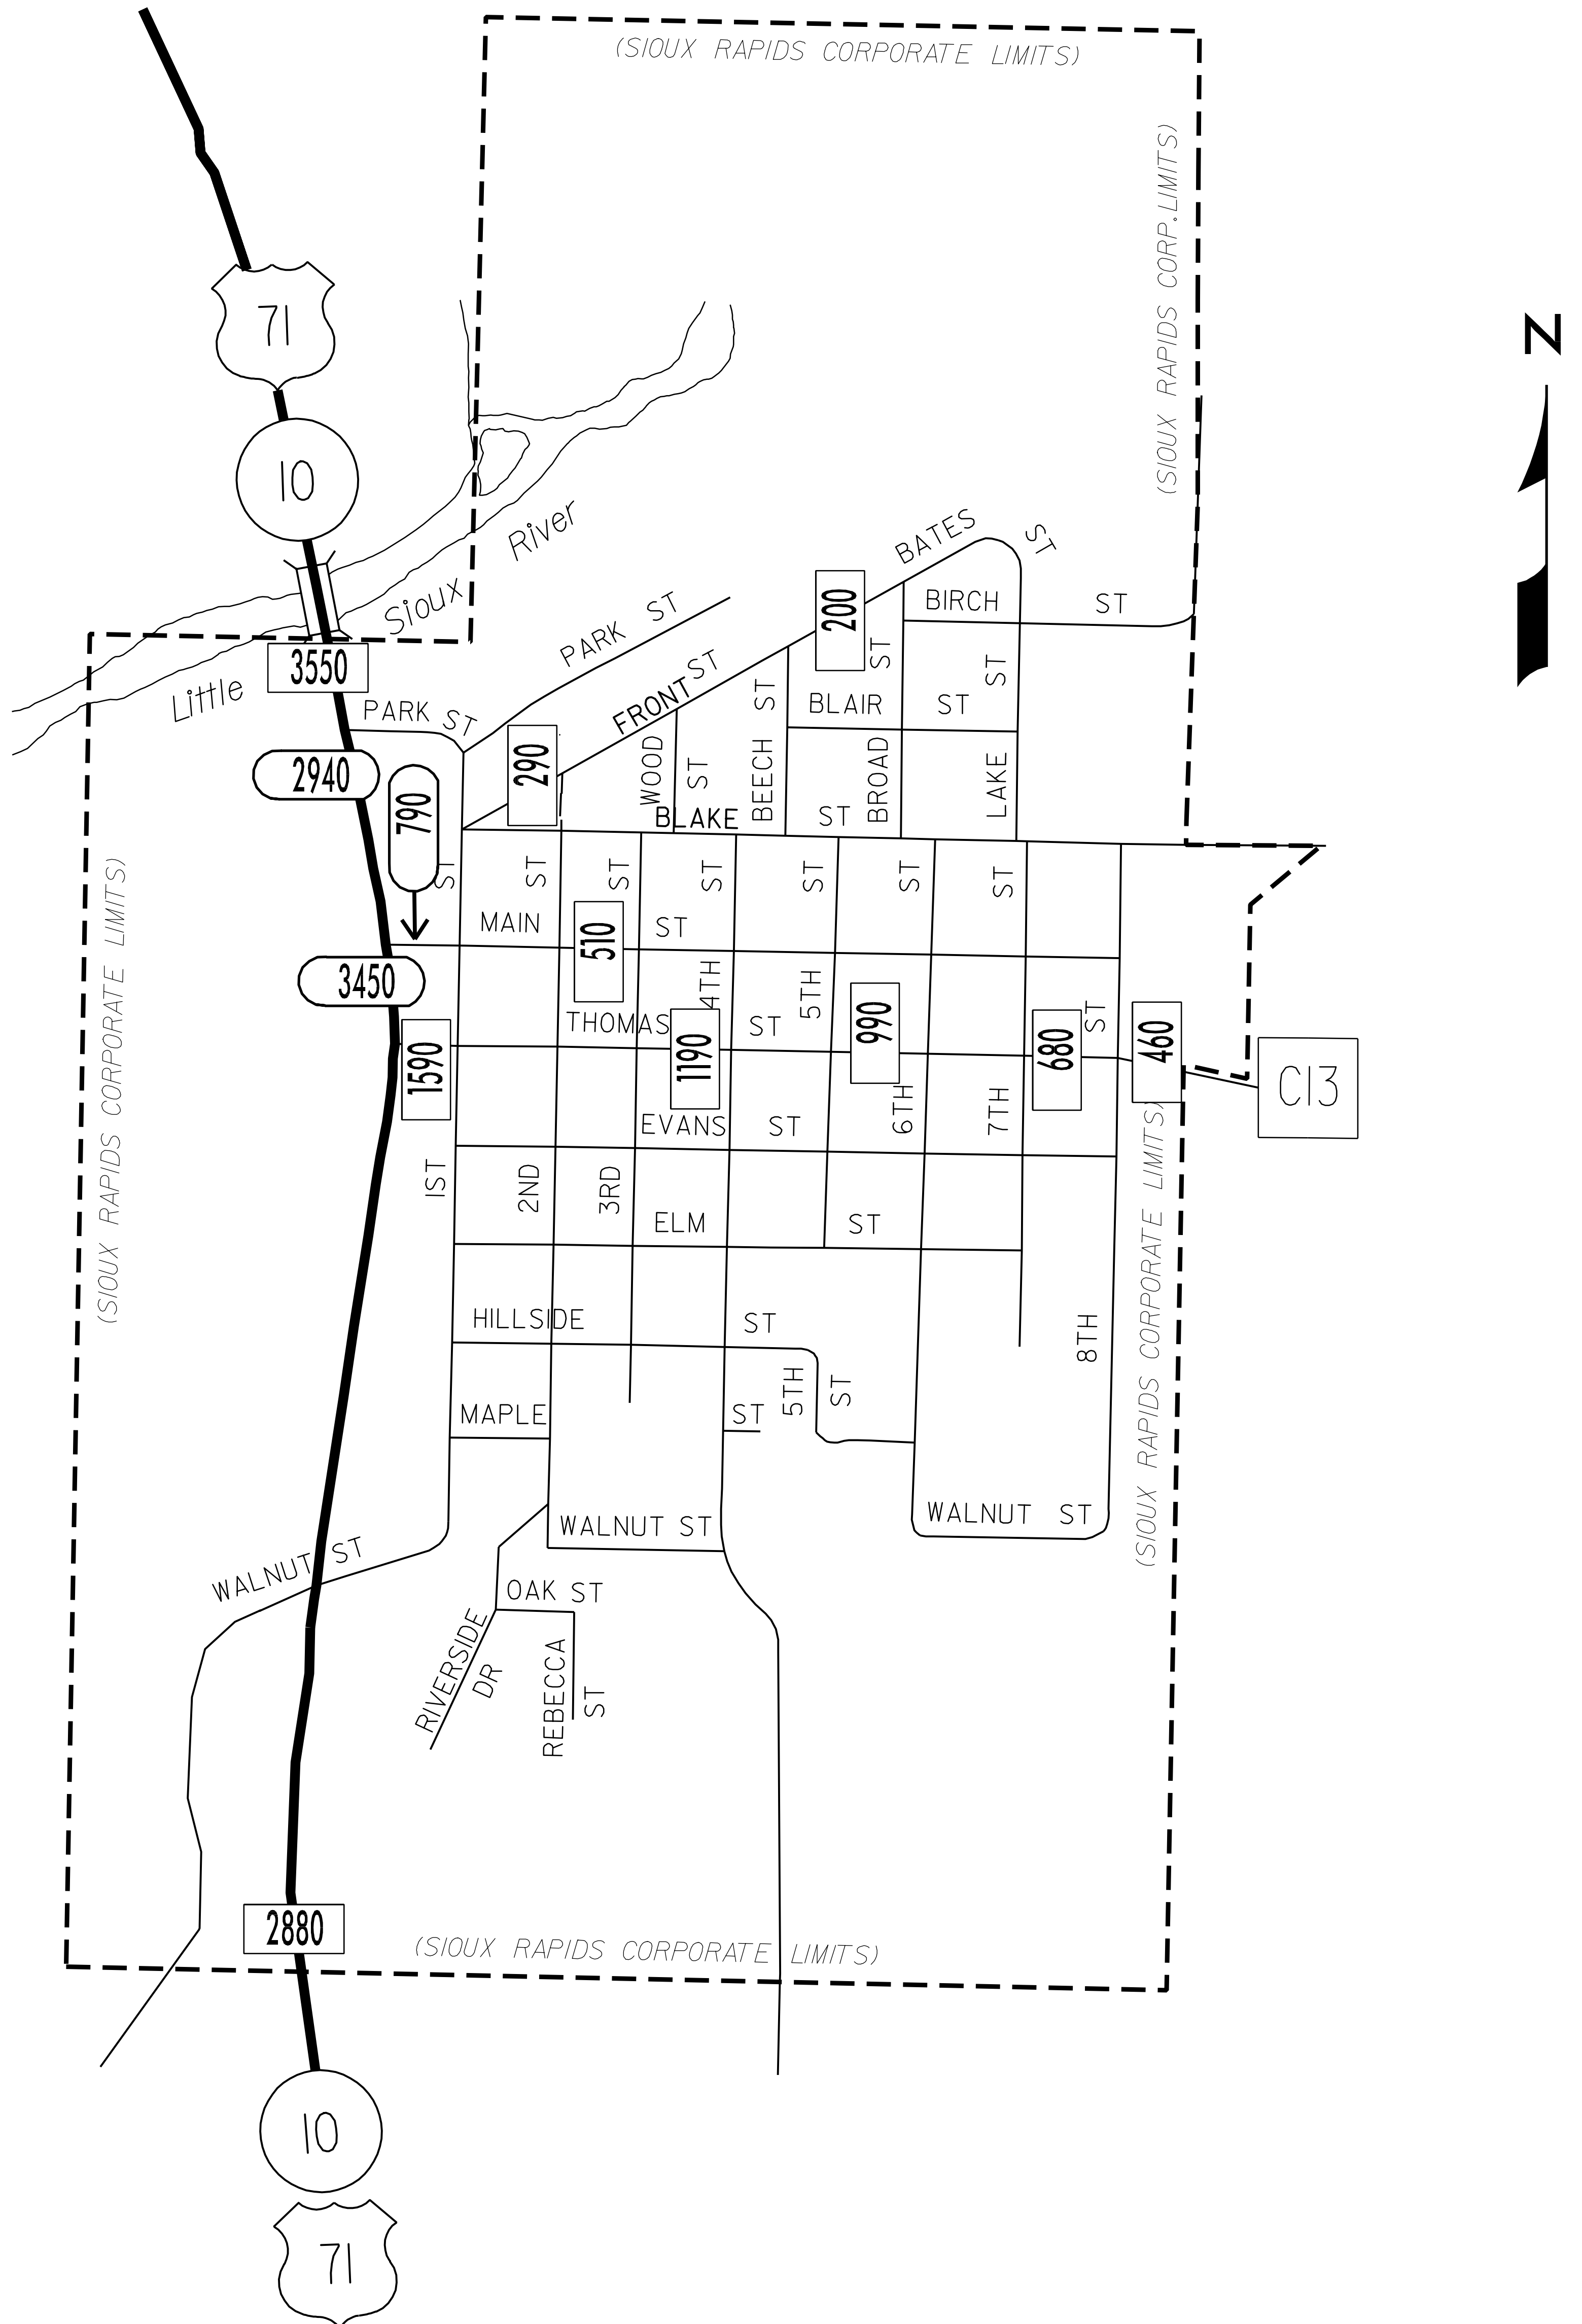 (SIOUX RAPIDS CORPORATE LIMITS)
(SIOUX RAPIDS CORP.LIMITS)
71
N
10
Little Sioux River
BATES ST
200
BIRCH ST
PARK ST
3550
FRONT ST
ST
ST
ST
BLAIR ST
PARK ST
290
WOOD ST
BEECH
BROAD
LAKE
2940
790
BLAKE ST
ST
ST
ST
ST
ST
ST
ST
MAIN ST
510
3450
4TH
5TH
990
ST
460
THOMAS ST
1590
1190
680
C13
EVANS ST
6TH
7TH
(SIOUX RAPIDS CORPORATE LIMITS)
1ST
2ND
3RD
ELM ST
HILLSIDE ST
8TH
(SIOUX RAPIDS CORPORATE LIMITS)
MAPLE ST
5TH ST
WALNUT ST
WALNUT ST
WALNUT ST
OAK ST
RIVERSIDE DR
REBECCA ST
2880
(SIOUX RAPIDS CORPORATE LIMITS)
10
71